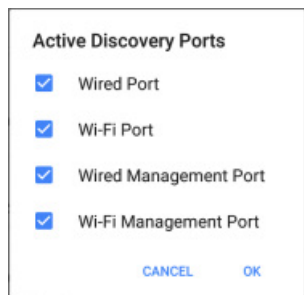 Active Discovery Ports
Wired Port
Wi-Fi Port
Wired Management Port
Wi-Fi Management Port
CANCEL OK